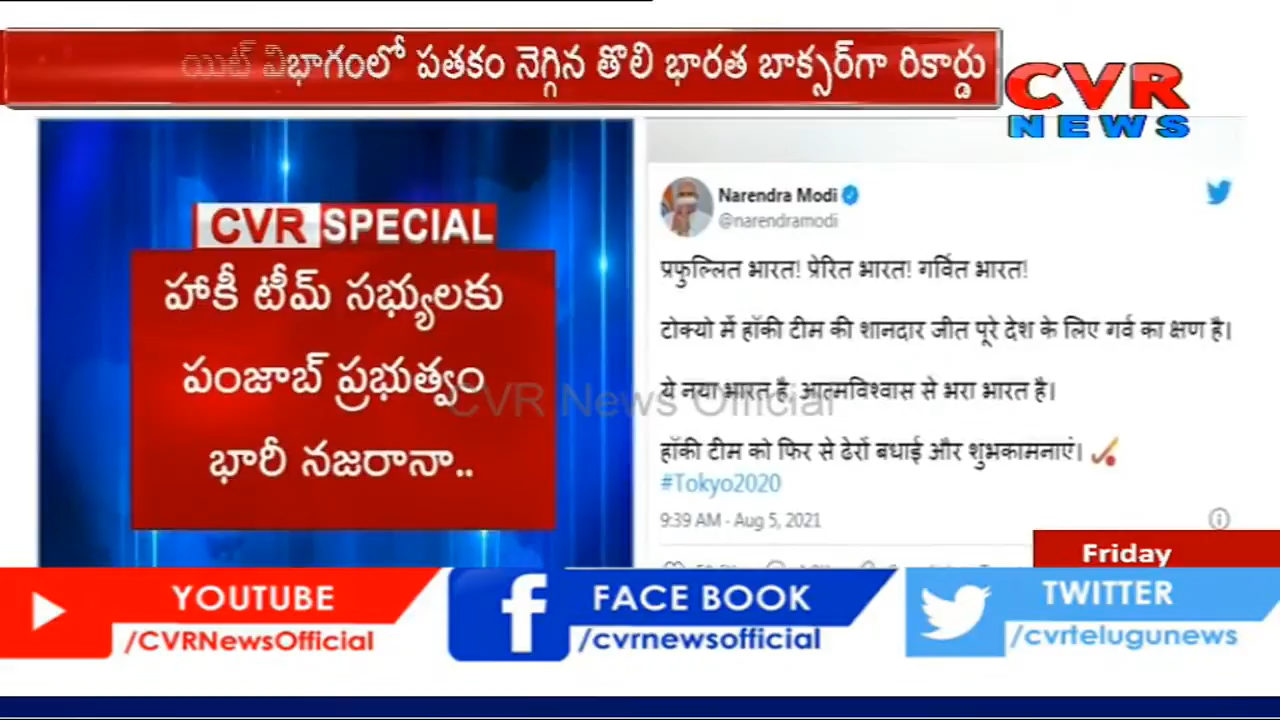 విభాగంలో పతకం నెగ్గిన తొలి భారత బాక్సర్‌గా రికార్డు
CVR
NEWS
CVR SPECIAL
హాకీ టీమ్ సభ్యులకు
పంజాబ్ ప్రభుత్వం
భారీ నజరానా..
Narendra Modi
@narendramodi
प्रफुल्लित भारत! प्रेरित भारत! गर्वित भारत!
टोक्यो में हॉकी टीम की शानदार जीत पूरे देश के लिए गर्व का क्षण है।
ये नया भारत है, आत्मविश्वास से भरा भारत है।
हॉकी टीम को फिर से ढेरों बधाई और शुभकामनाएं।
#Tokyo2020
9:39 AM - Aug 5, 2021
CVR News Official
Friday
YOUTUBE
/CVRNewsOfficial
FACE BOOK
/cvrnewsofficial
TWITTER
/cvrtelugunews